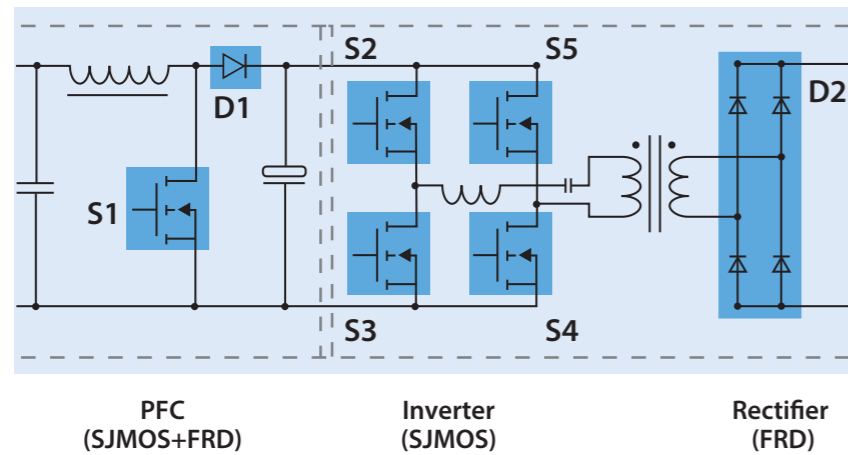 S2
S5
D1
D2
S1
S3
S4
PFC
(SJMOS+FRD)
Inverter
(SJMOS)
Rectifier
(FRD)